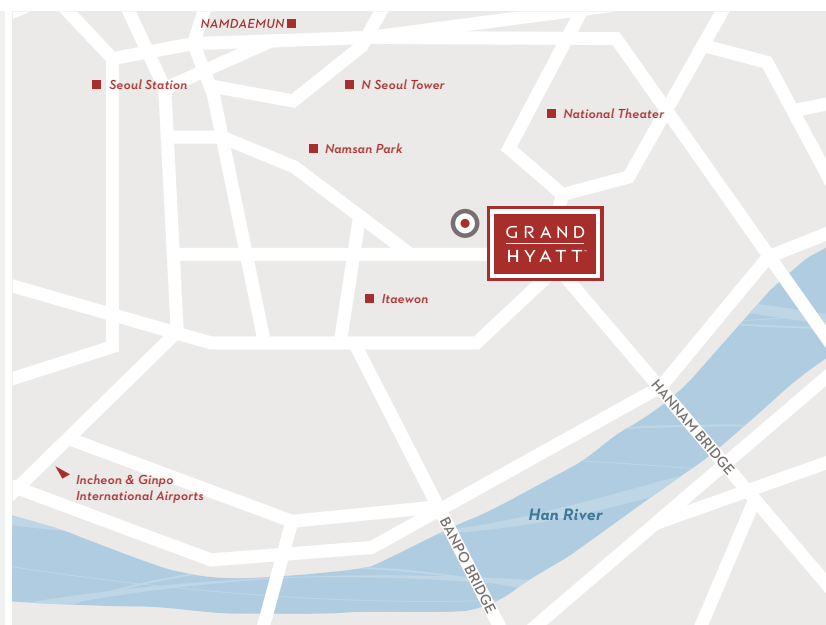 NAMDAEMUN
Seoul Station
N Seoul Tower
National Theater
Namsan Park
GRAND
HYATT
Itaewon
HANNAM BRIDGE
Incheon & Ginpo
International Airports
Han River
BANPO BRIDGE